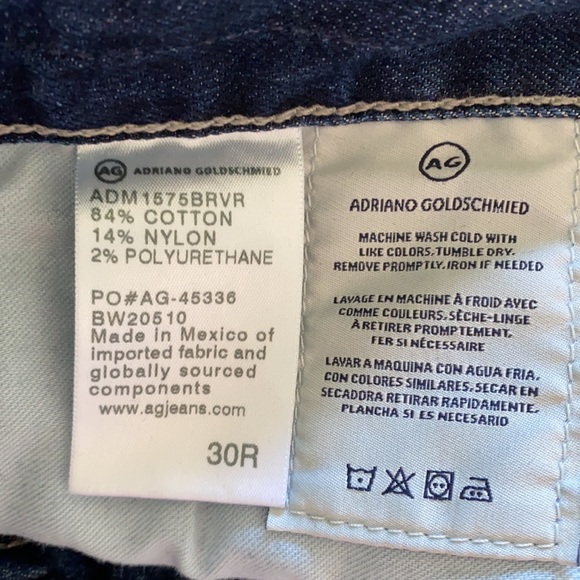 AG ADRIANO GOLDSCHMIED
ADM1575BRVR
84% COTTON
14% NYLON
2% POLYURETHANE
PO#AG-45336
BW20510
Made in Mexico of
imported fabric and
globally sourced
components
www.agjeans.com
30R
AG
ADRIANO GOLDSCHMIED
MACHINE WASH COLD WITH
LIKE COLORS. TUMBLE DRY.
REMOVE PROMPTLY. IRON IF NEEDED
LAVAGE EN MACHINE À FROID AVEC
COMME COULEURS. SÈCHE-LINGE
À RETIRER PROMPTEMENT.
FER SI NÉCESSAIRE
LAVAR A MAQUINA CON AGUA FRIA.
CON COLORES SIMILARES. SECAR EN
SECADORA RETIRAR RAPIDAMENTE.
PLANCHA SI ES NECESARIO